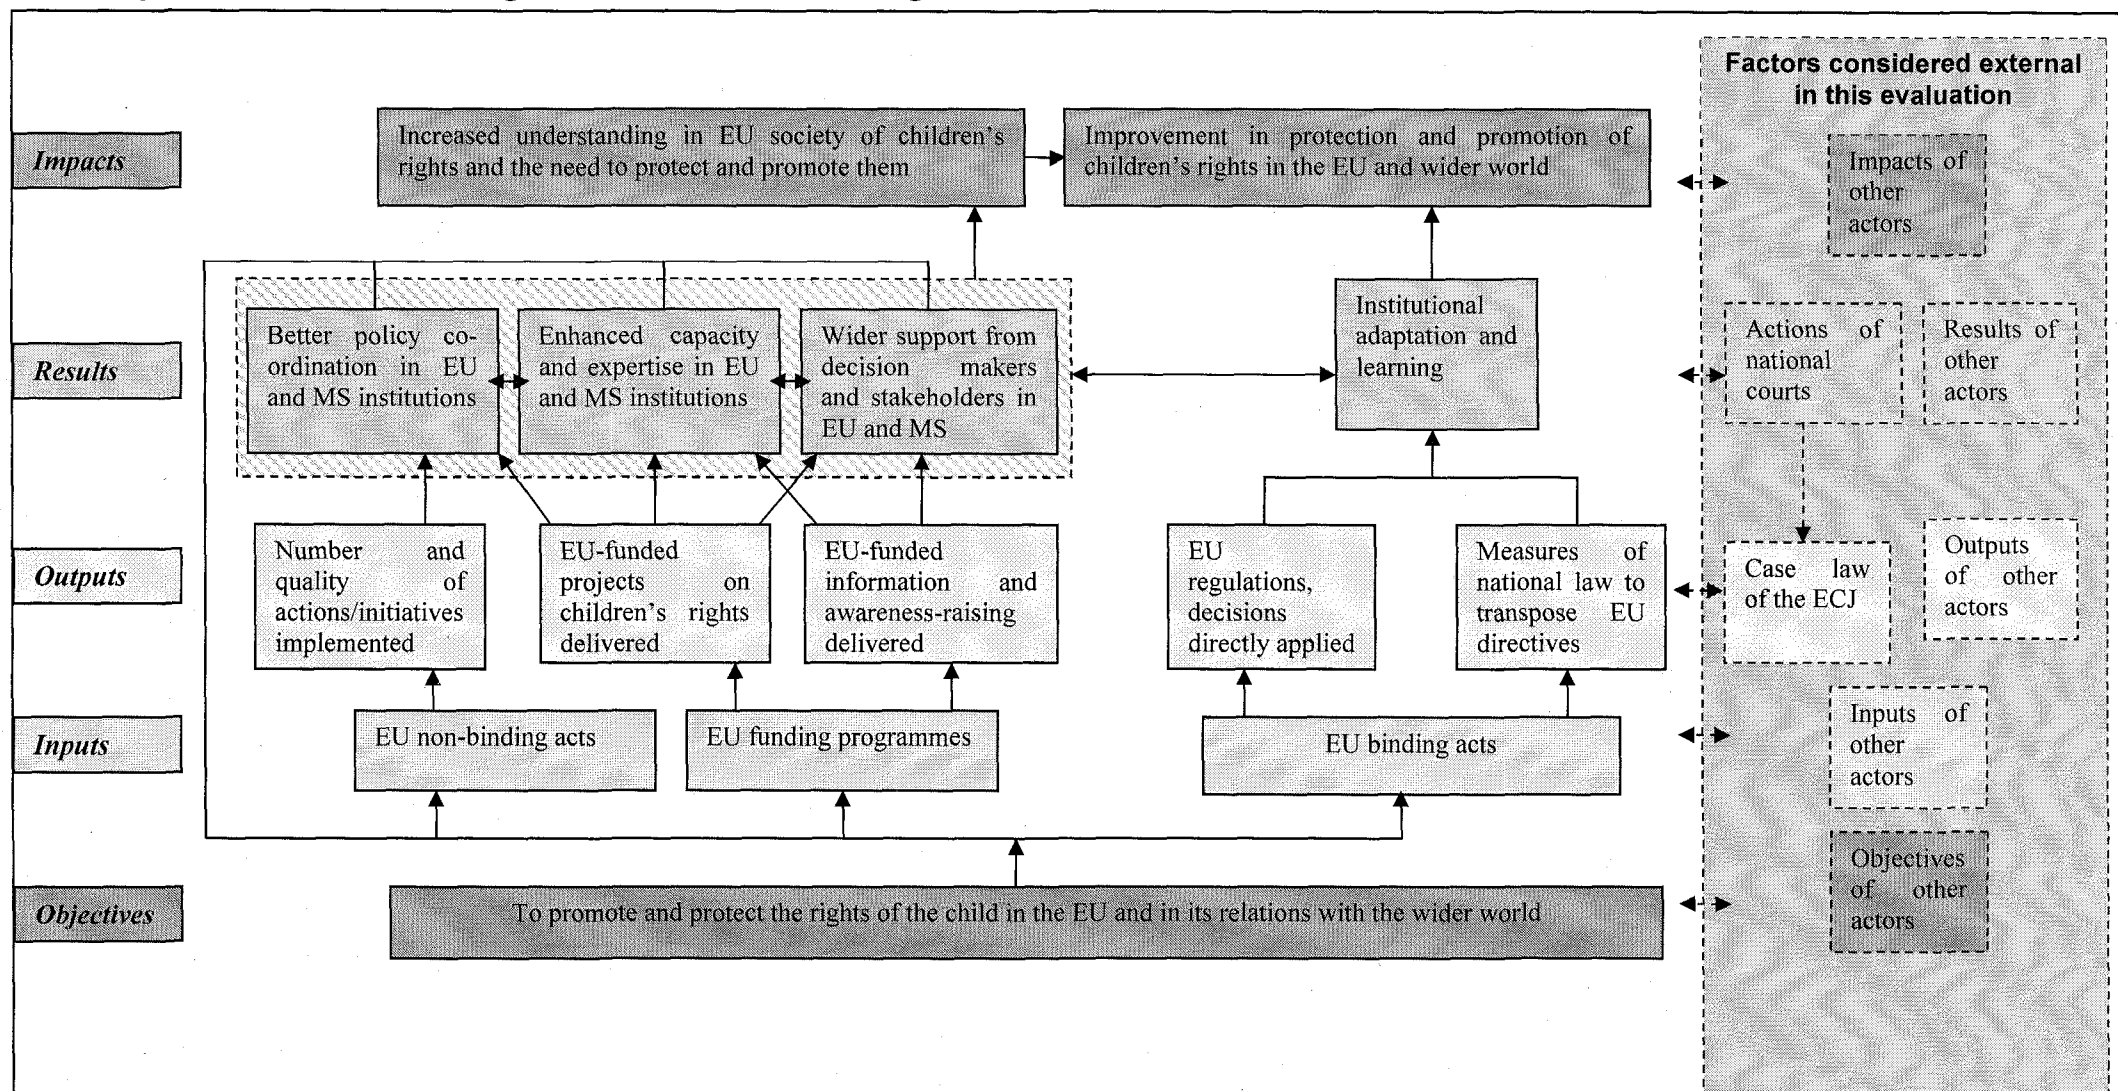 Factors considered external
in this evaluation
Impacts
Increased understanding in EU society of children's
rights and the need to protect and promote them
Improvement in protection and promotion of
children's rights in the EU and wider world
Impacts of
other
actors
Results
Better policy co-
ordination in EU
and MS institutions
Enhanced capacity
and expertise in EU
and MS institutions
Wider support from
decision makers
and stakeholders in
EU and MS
Institutional
adaptation and
learning
Actions of
national
courts
Results of
other
actors
Outputs
Number and
quality of
actions/initiatives
implemented
EU-funded
projects on
children's rights
delivered
EU-funded
information and
awareness-raising
delivered
EU
regulations,
decisions
directly applied
Measures of
national law to
transpose EU
directives
Case law
of the ECJ
Outputs
of other
actors
Inputs
EU non-binding acts
EU funding programmes
EU binding acts
Inputs of
other
actors
Objectives
To promote and protect the rights of the child in the EU and in its relations with the wider world
Objectives
of other
actors